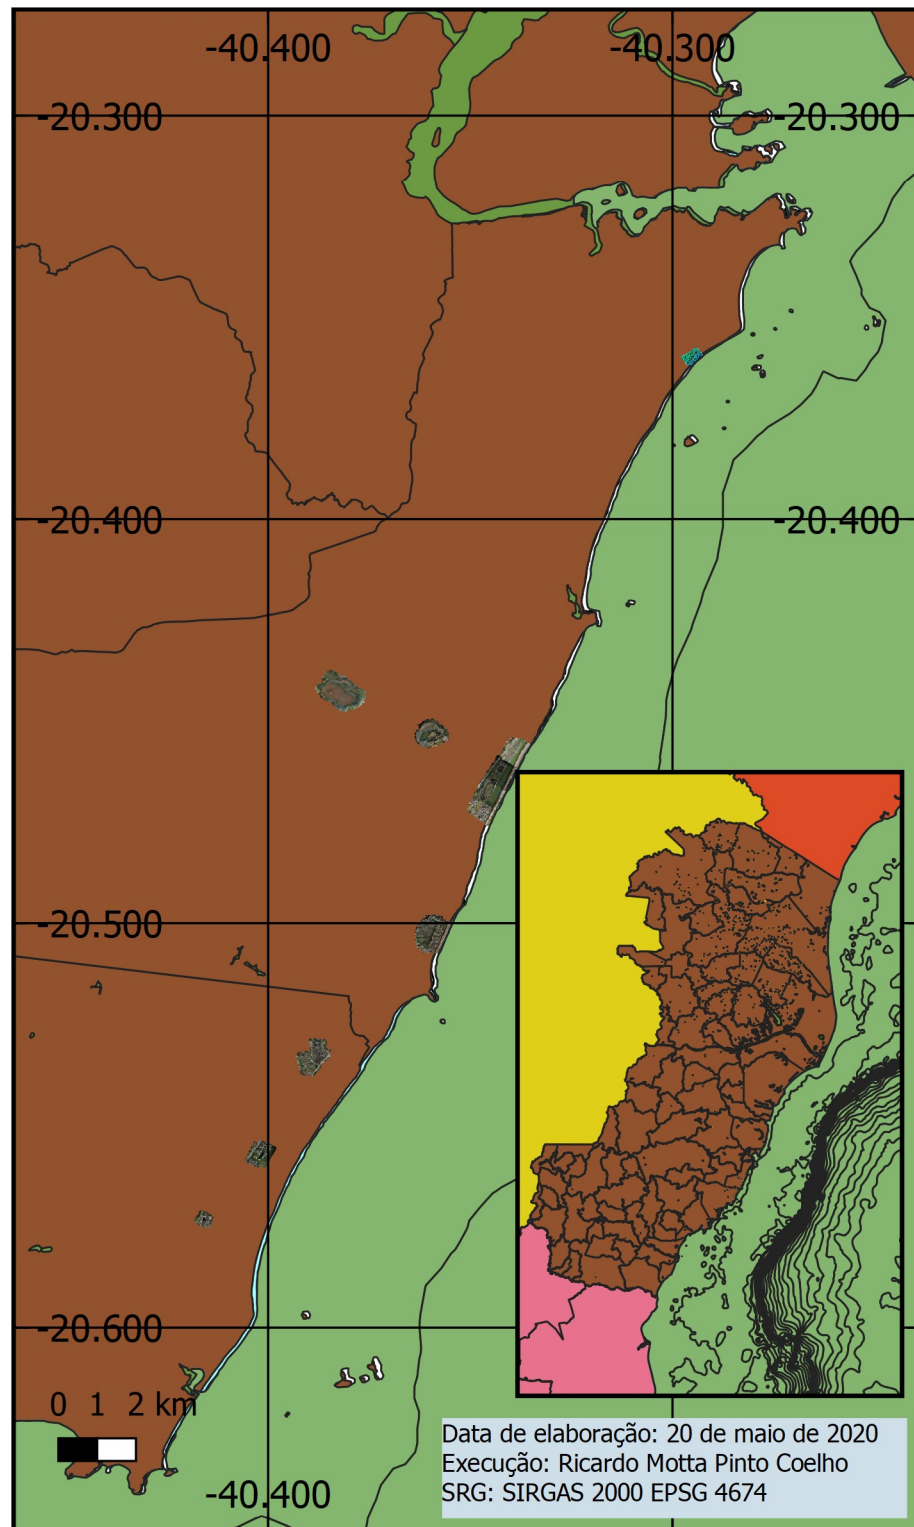 -40.400 -40.300
-20.300 -20.300
-20.400 -20.400
-20.500
-20.600
0 1 2 km
-40.400
Data de elaboração: 20 de maio de 2020
Execução: Ricardo Motta Pinto Coelho
SRG: SIRGAS 2000 EPSG 4674